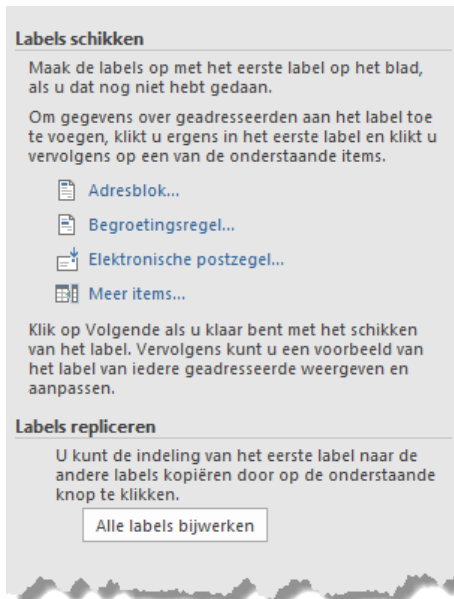 Labels schikken
Maak de labels op met het eerste label op het blad,
als u dat nog niet hebt gedaan.
Om gegevens over geadresseerden aan het label toe
te voegen, klikt u ergens in het eerste label en klikt u
vervolgens op een van de onderstaande items.
Adresblok...
Begroetingsregel...
Elektronische postzegel...
Meer items...
Klik op Volgende als u klaar bent met het schikken
van het label. Vervolgens kunt u een voorbeeld van
het label van iedere geadresseerde weergeven en
aanpassen.
Labels repliceren
U kunt de indeling van het eerste label naar de
andere labels kopiëren door op de onderstaande
knop te klikken.
Alle labels bijwerken